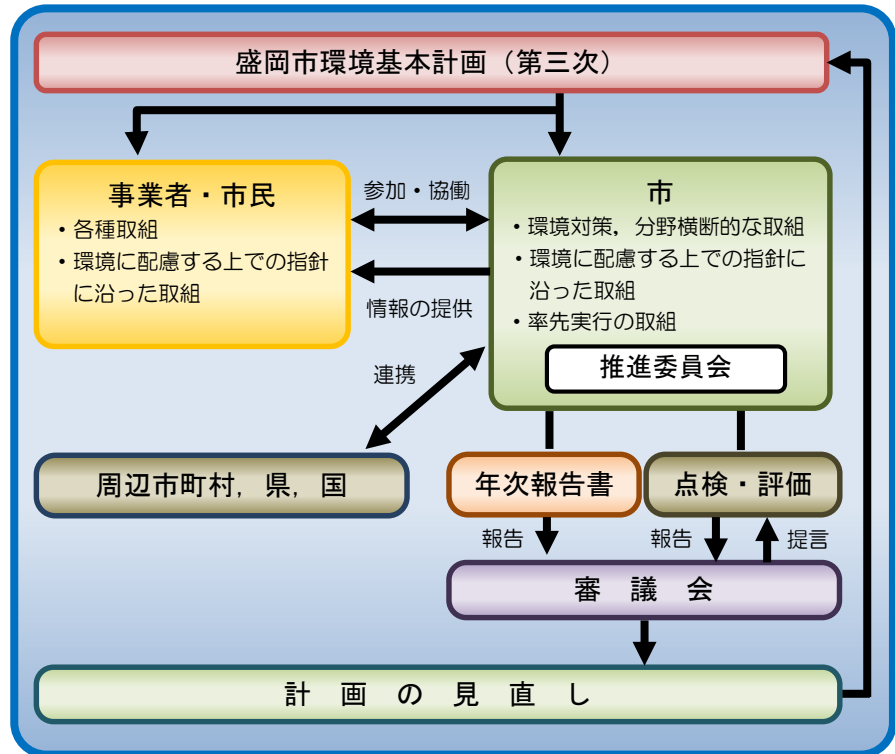 盛岡市環境基本計画（第三次）
事業者・市民
・各種取組
・環境に配慮する上での指針
に沿った取組
参加・協働
情報の提供
市
・環境対策，分野横断的な取組
・環境に配慮する上での指針に
沿った取組
・率先実行の取組
推進委員会
連携
周辺市町村，県，国
年次報告書
点検・評価
報告
報告
提言
審　議　会
計　画　の　見　直　し